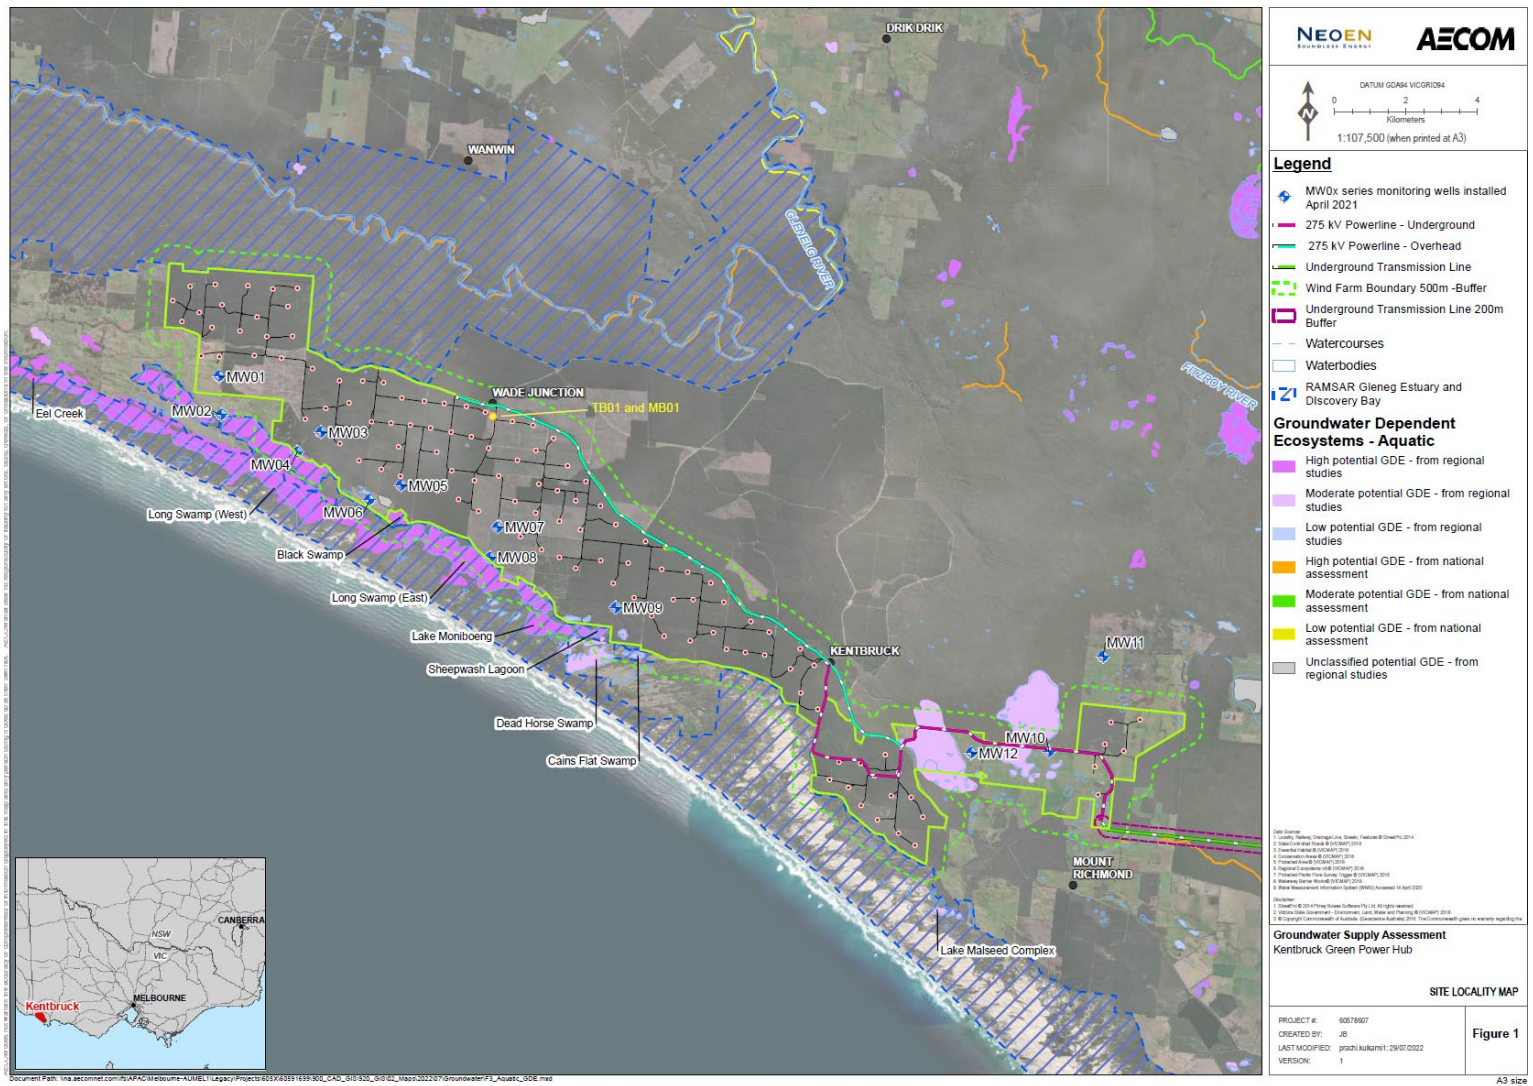 DRIK DRIK
WANWIN
GLENELG RIVER
FITZROY RIVER
WADE JUNCTION
TB01 and MB01
MW01
MW02
MW03
MW04
MW05
MW06
MW07
MW08
MW09
MW10
MW11
MW12
Eel Creek
Long Swamp (West)
Black Swamp
Long Swamp (East)
Lake Moniboeng
Sheepwash Lagoon
Dead Horse Swamp
Cains Flat Swamp
KENTBRUCK
MOUNT
RICHMOND
Lake Malseed Complex
CANBERRA
NSW
VIC
MELBOURNE
Kentbruck
NEOEN
BOUNDLESS ENERGY
AECOM
N
DATUM GDA94 VICGRID94
0 2 4
Kilometers
1:107,500 (when printed at A3)
Legend
MW0x series monitoring wells installed
April 2021
275 kV Powerline - Underground
275 kV Powerline - Overhead
Underground Transmission Line
Wind Farm Boundary 500m -Buffer
Underground Transmission Line 200m
Buffer
Watercourses
Waterbodies
RAMSAR Gleneg Estuary and
DIscovery Bay
Groundwater Dependent
Ecosystems - Aquatic
High potential GDE - from regional
studies
Moderate potential GDE - from regional
studies
Low potential GDE - from regional
studies
High potential GDE - from national
assessment
Moderate potential GDE - from national
assessment
Low potential GDE - from national
assessment
Unclassified potential GDE - from
regional studies
Groundwater Supply Assessment
Kentbruck Green Power Hub
SITE LOCALITY MAP
PROJECT #: 60578607
CREATED BY: JB
LAST MODIFIED: 29/07/2022
VERSION: 1
Figure 1
A3 size